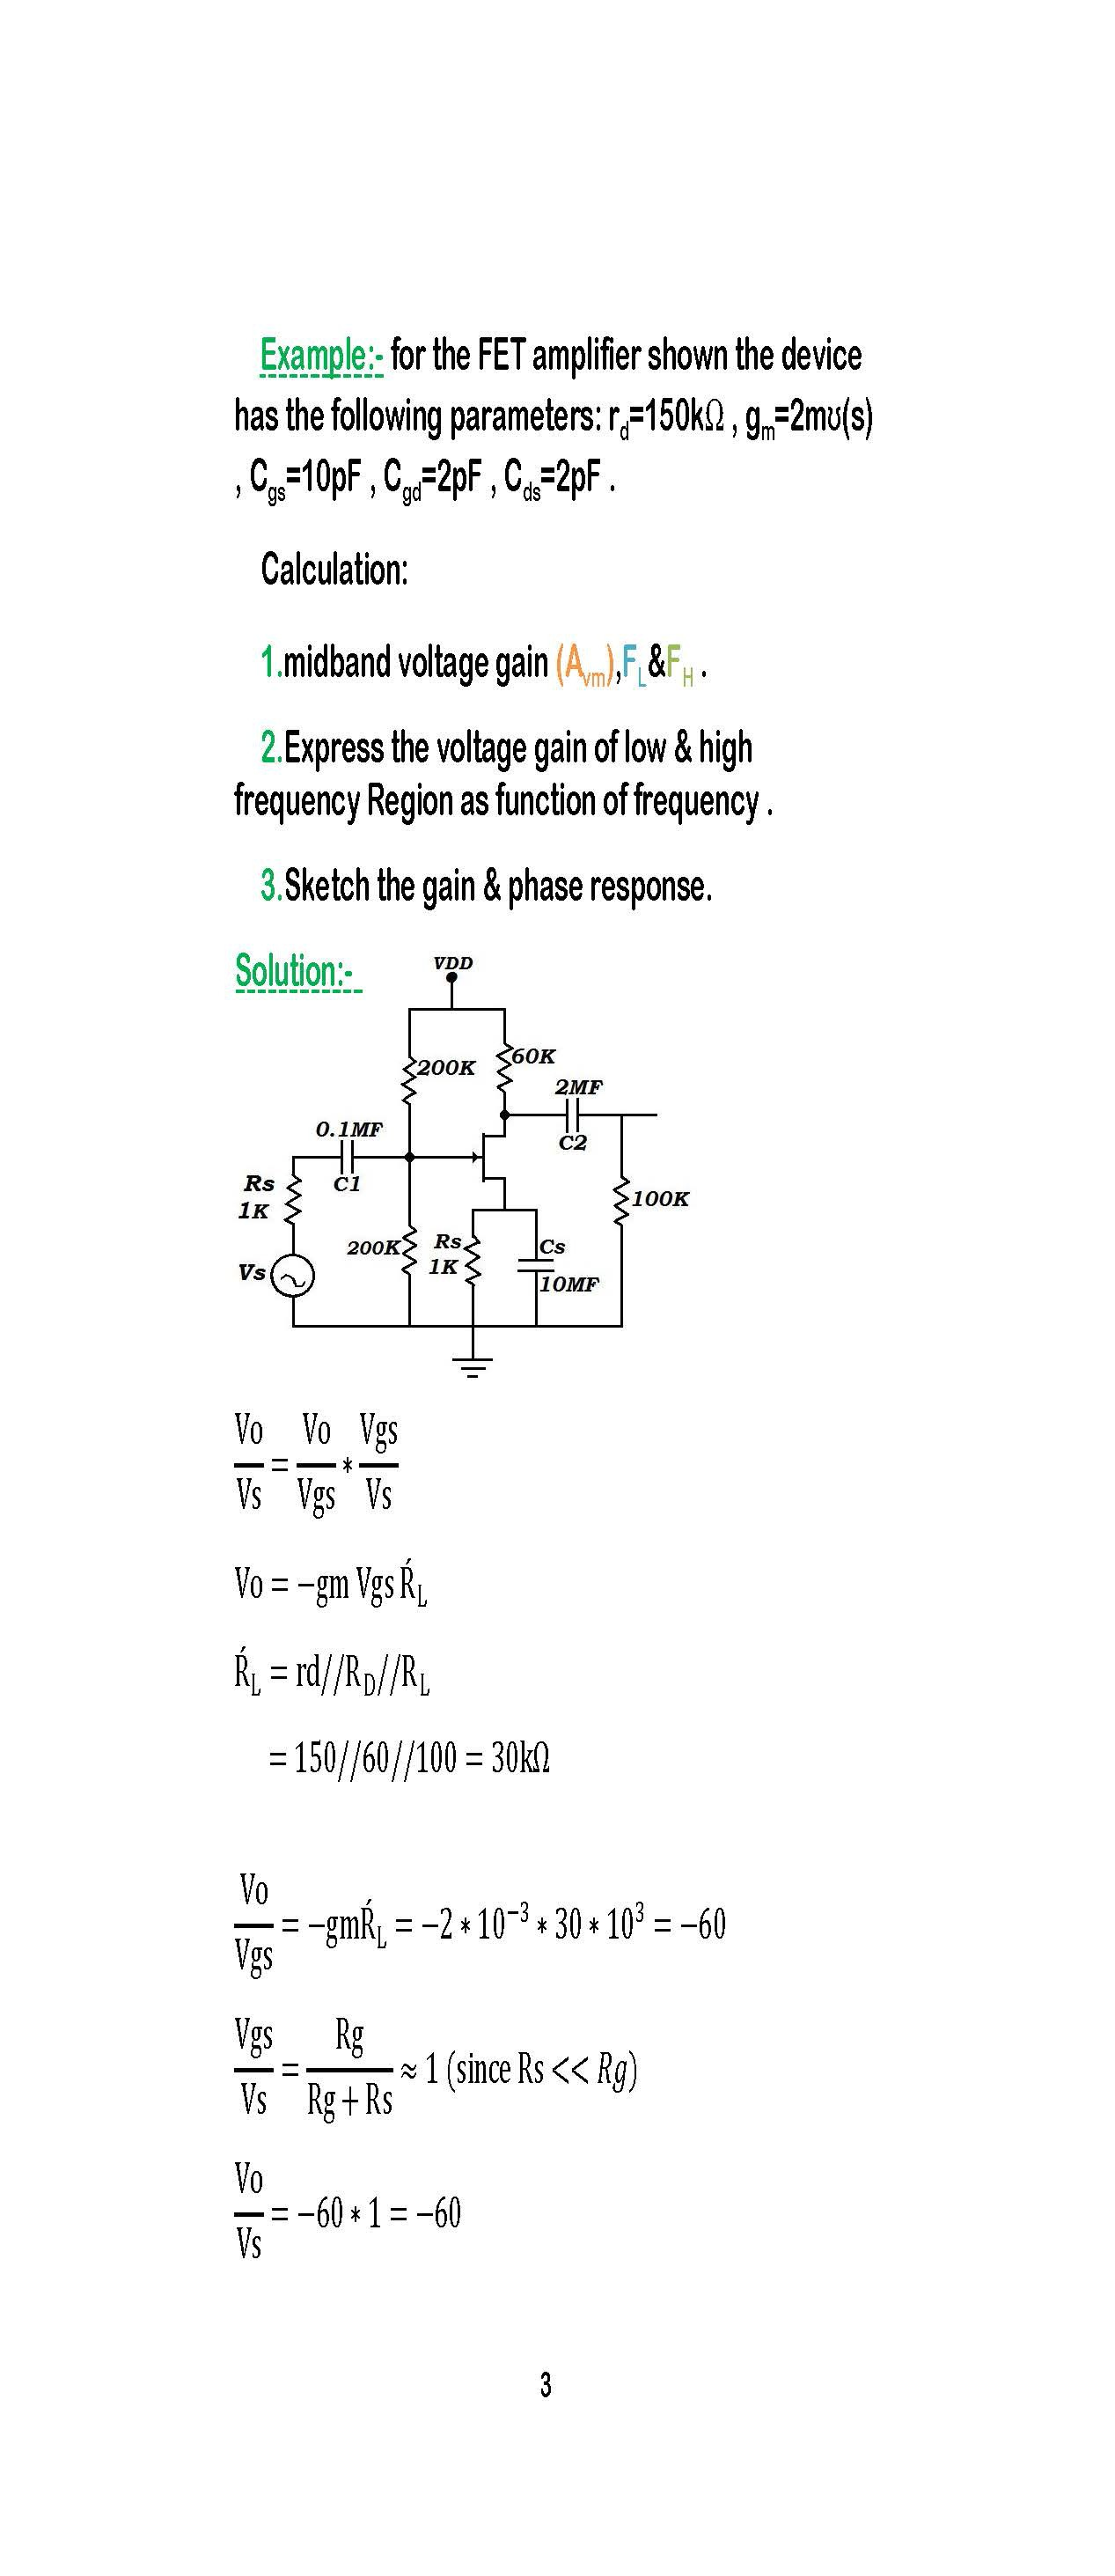 Example:- for the FET amplifier shown the device
has the following parameters: rd=150kΩ , gm=2mʊ(s)
, Cgs=10pF , Cgd=2pF , Cds=2pF .
Calculation:
1.midband voltage gain (Avm),FL&FH .
2.Express the voltage gain of low & high
frequency Region as function of frequency .
3.Sketch the gain & phase response.
Solution:-
VDD
200K
60K
2MF
C2
0.1MF
C1
Rs
1K
Vs
200K
Rs
1K
Cs
10MF
100K
Vo/Vs = Vo/Vgs * Vgs/Vs
Vo = −gm Vgs ŔL
ŔL = rd//RD//RL
= 150//60//100 = 30kΩ
Vo/Vgs = −gmŔL = −2 * 10⁻³ * 30 * 10³ = −60
Vgs/Vs = Rg/(Rg + Rs) ≈ 1 (since Rs << Rg)
Vo/Vs = −60 * 1 = −60
3